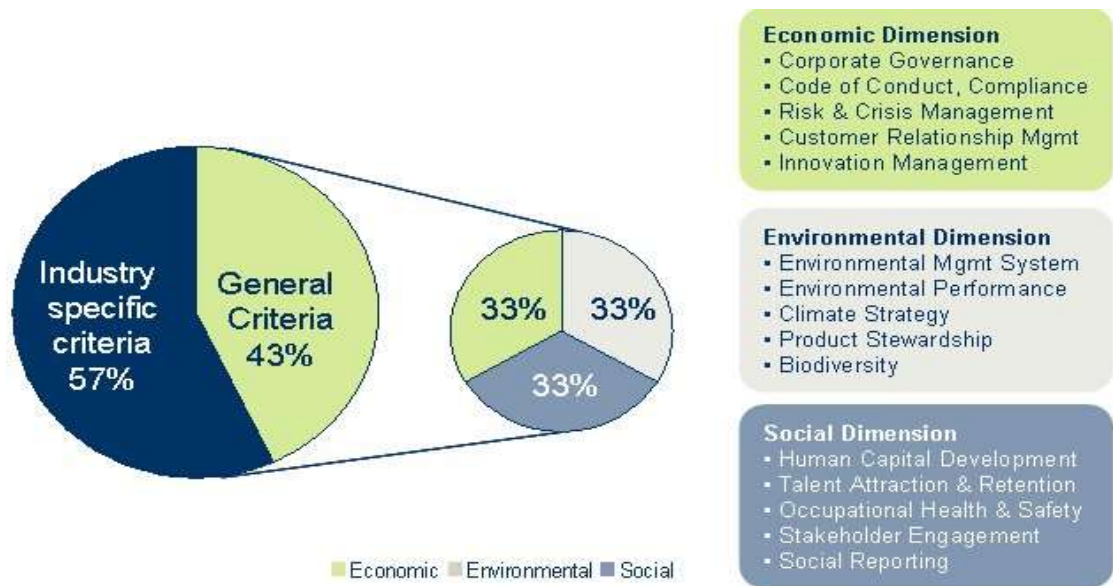 Industry
specific
criteria
57%
General
Criteria
43%
33%
33%
33%
Economic Environmental Social
Economic Dimension
▪ Corporate Governance
▪ Code of Conduct, Compliance
▪ Risk & Crisis Management
▪ Customer Relationship Mgmt
▪ Innovation Management
Environmental Dimension
▪ Environmental Mgmt System
▪ Environmental Performance
▪ Climate Strategy
▪ Product Stewardship
▪ Biodiversity
Social Dimension
▪ Human Capital Development
▪ Talent Attraction & Retention
▪ Occupational Health & Safety
▪ Stakeholder Engagement
▪ Social Reporting